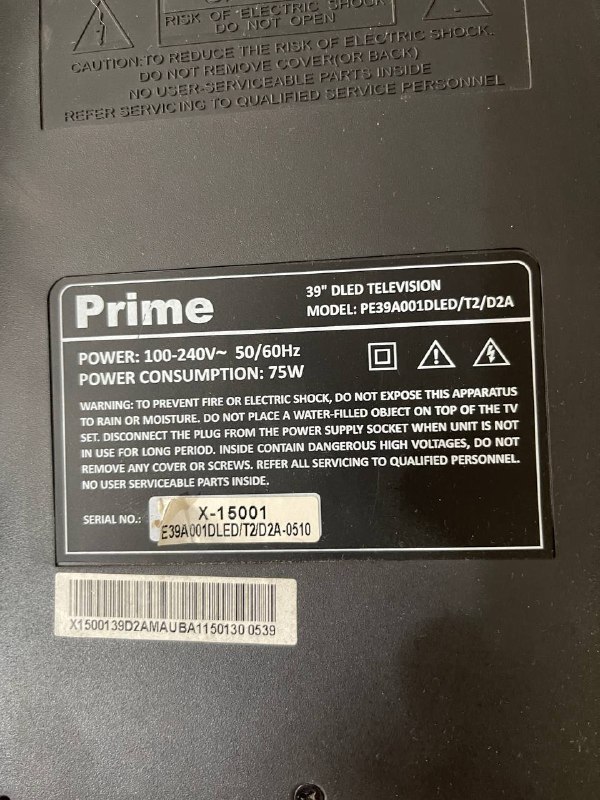 RISK OF ELECTRIC SHOCK
DO NOT OPEN
CAUTION:TO REDUCE THE RISK OF ELECTRIC SHOCK.
DO NOT REMOVE COVER(OR BACK)
NO USER-SERVICEABLE PARTS INSIDE
REFER SERVICING TO QUALIFIED SERVICE PERSONNEL
Prime
39" DLED TELEVISION
MODEL: PE39A001DLED/T2/D2A
POWER: 100-240V~ 50/60Hz
POWER CONSUMPTION: 75W
WARNING: TO PREVENT FIRE OR ELECTRIC SHOCK, DO NOT EXPOSE THIS APPARATUS
TO RAIN OR MOISTURE. DO NOT PLACE A WATER-FILLED OBJECT ON TOP OF THE TV
SET. DISCONNECT THE PLUG FROM THE POWER SUPPLY SOCKET WHEN UNIT IS NOT
IN USE FOR LONG PERIOD. INSIDE CONTAIN DANGEROUS HIGH VOLTAGES, DO NOT
REMOVE ANY COVER OR SCREWS. REFER ALL SERVICING TO QUALIFIED PERSONNEL.
NO USER SERVICEABLE PARTS INSIDE.
SERIAL NO.:
X-15001
E39A001DLED/T2/D2A-0510
X1500139D2AMAUBA1150130 0539